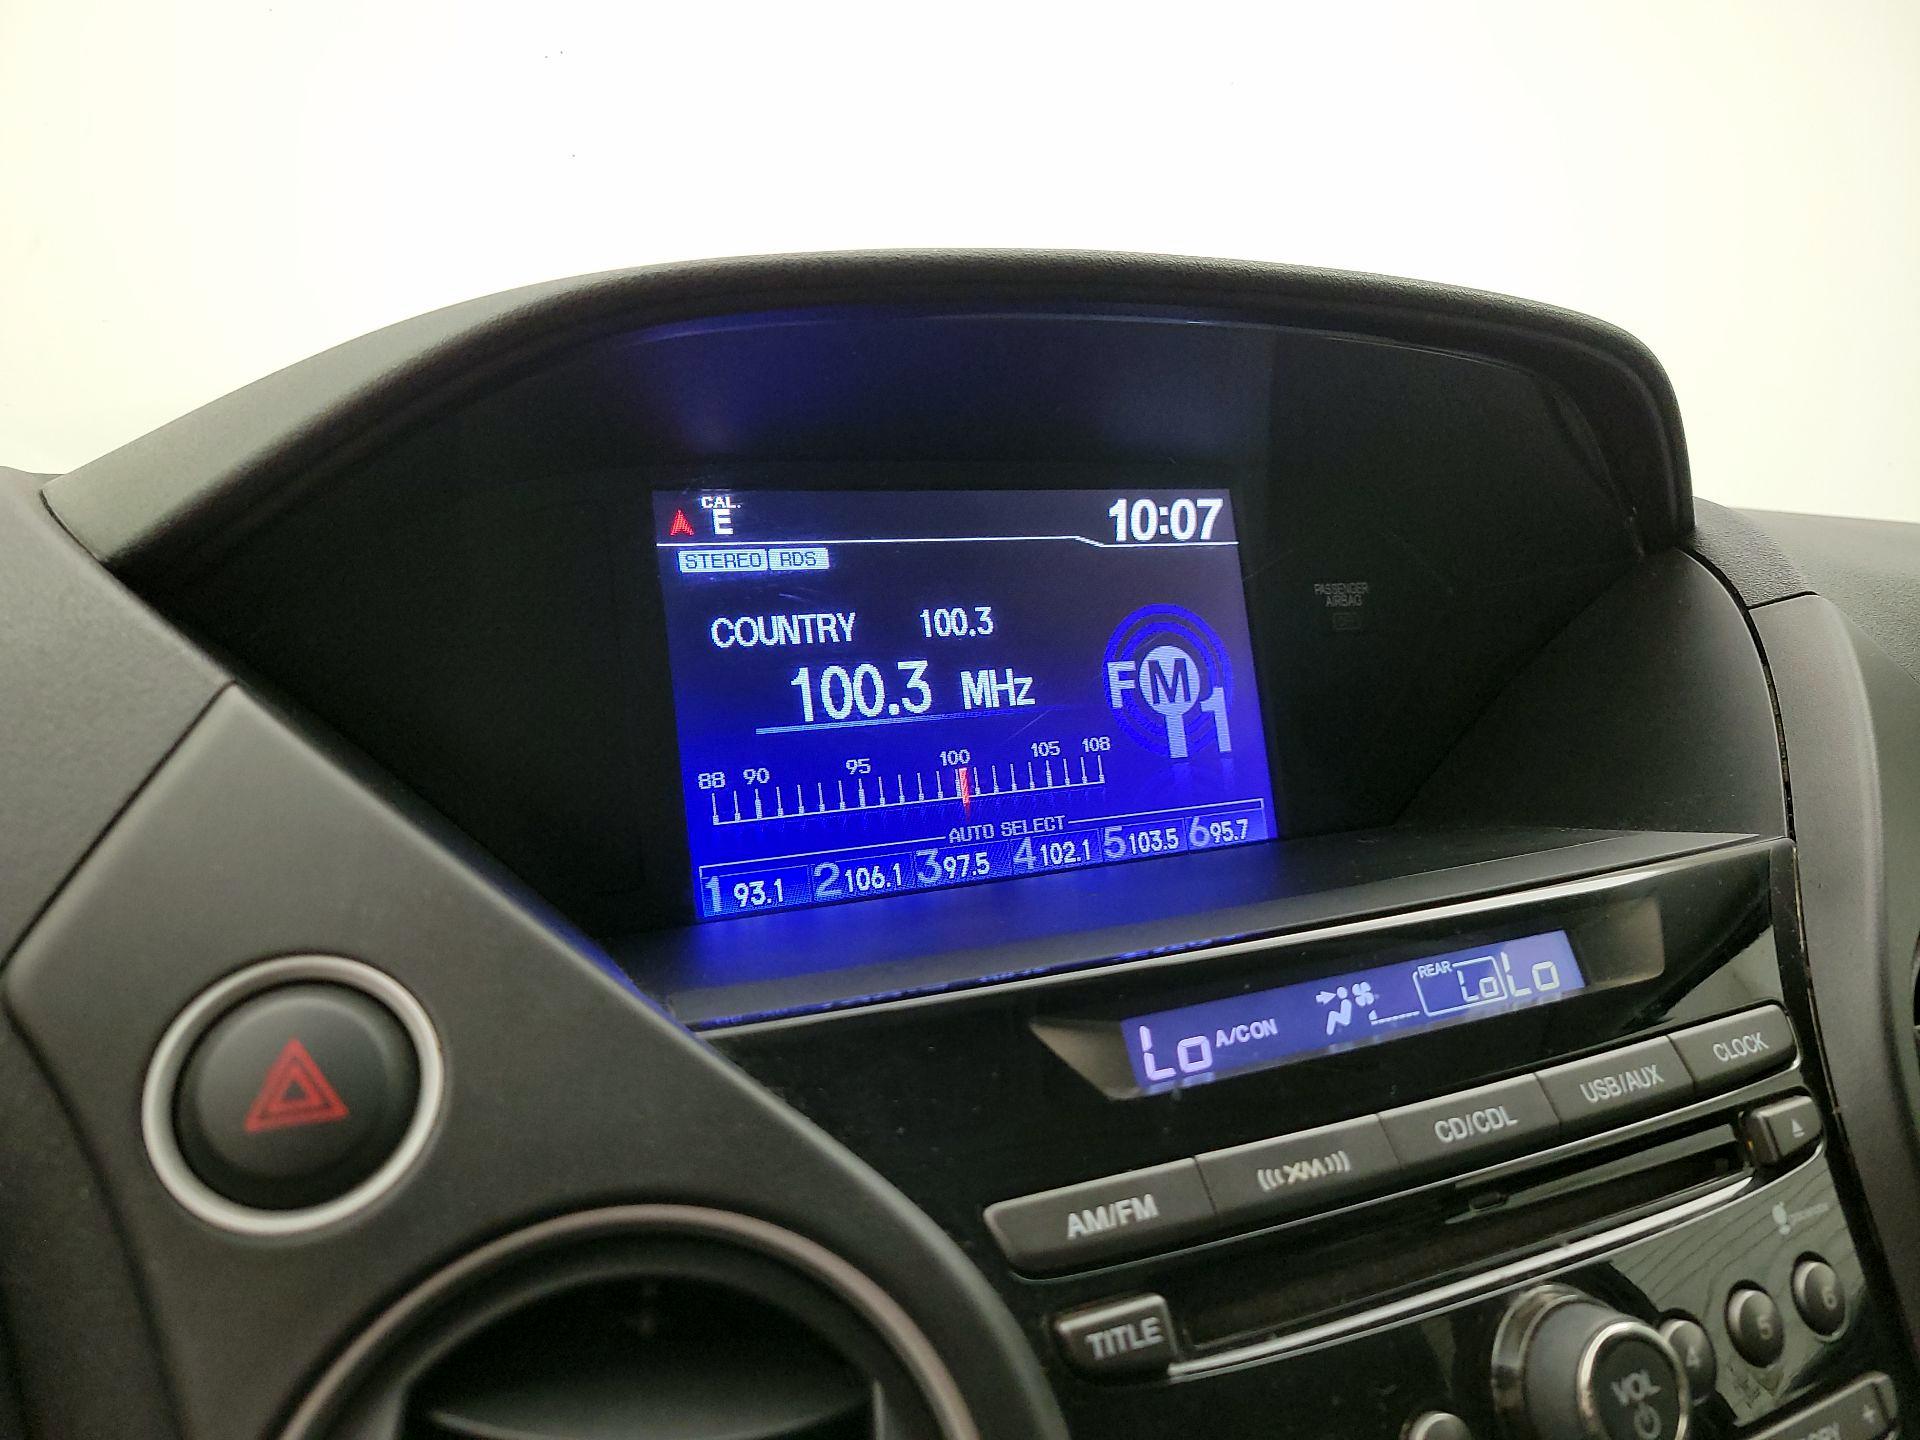 CAL.
E
10:07
STEREO RDS
COUNTRY 100.3
100.3 MHz
FM 1
88 90 95 100 105 108
AUTO SELECT
1 93.1 2 106.1 3 97.5 4 102.1 5 103.5 6 95.7
PASSENGER
AIRBAG
Lo A/CON REAR Lo Lo
AM/FM (((XM))) CD/CDL USB/AUX CLOCK
TITLE
VOL
4 5 6
+